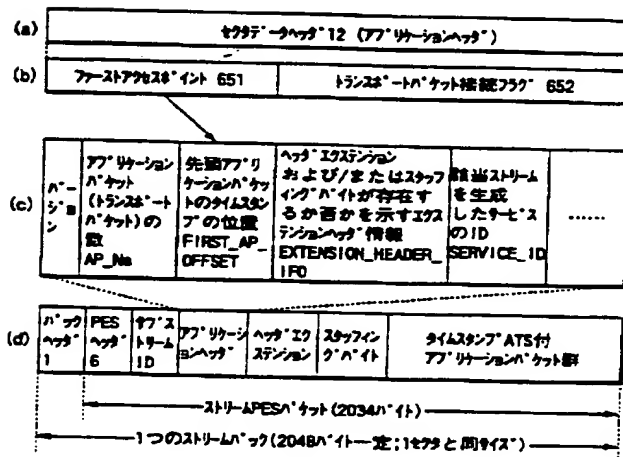 (a) セクタデータヘッダ 12 (アプリケーションヘッダ)
(b) ファーストアクセスポイント 651 トランスポートパケット接続フラグ 652
(c)
バージョン
アプリケーション
パケット
(トランスポート
パケット)の
数
AP_Ns
先頭アプリ
ケーションパケッ
トのタイムスタン
プの位置
FIRST_AP_
OFFSET
ヘッダエクステンション
および/またはスタッフ
ィングバイトが存在す
るか否かを示すエクス
テンションヘッダ情報
EXTENSION_HEADER_
IFO
該当ストリーム
を生成
したサービス
のID
SERVICE_ID
……
(d)
パック
ヘッダ
1
PES
ヘッダ
6
サブス
トリーム
ID
アプリケーシ
ョンヘッダ
ヘッダエク
ステンション
スタッフィン
グバイト
タイムスタンプATS付
アプリケーションパケット群
ストリームPESパケット(2034バイト)
1つのストリームパック(2048バイト一定;1セクタと同サイズ)